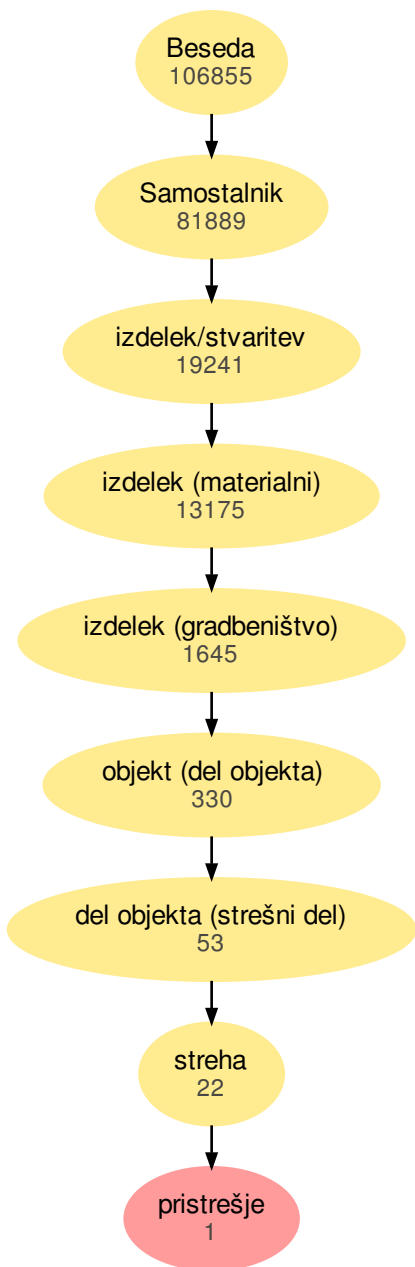 Beseda
106855
Samostalnik
81889
izdelek/stvaritev
19241
izdelek (materialni)
13175
izdelek (gradbeništvo)
1645
objekt (del objekta)
330
del objekta (strešni del)
53
streha
22
pristrešje
1